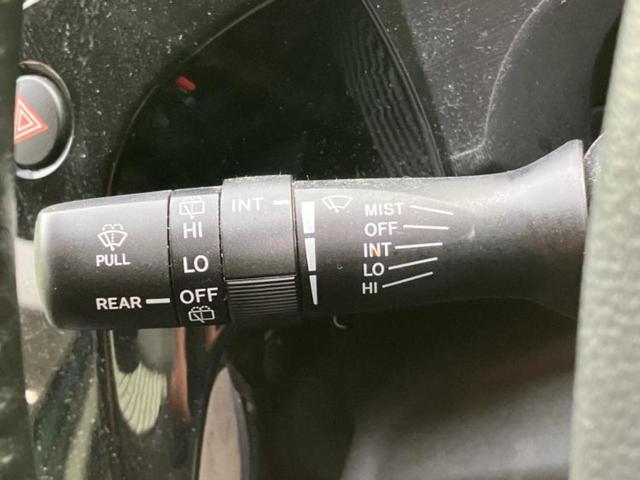 PULL
REAR
HI
LO
OFF
INT
MIST
OFF
INT
LO
HI